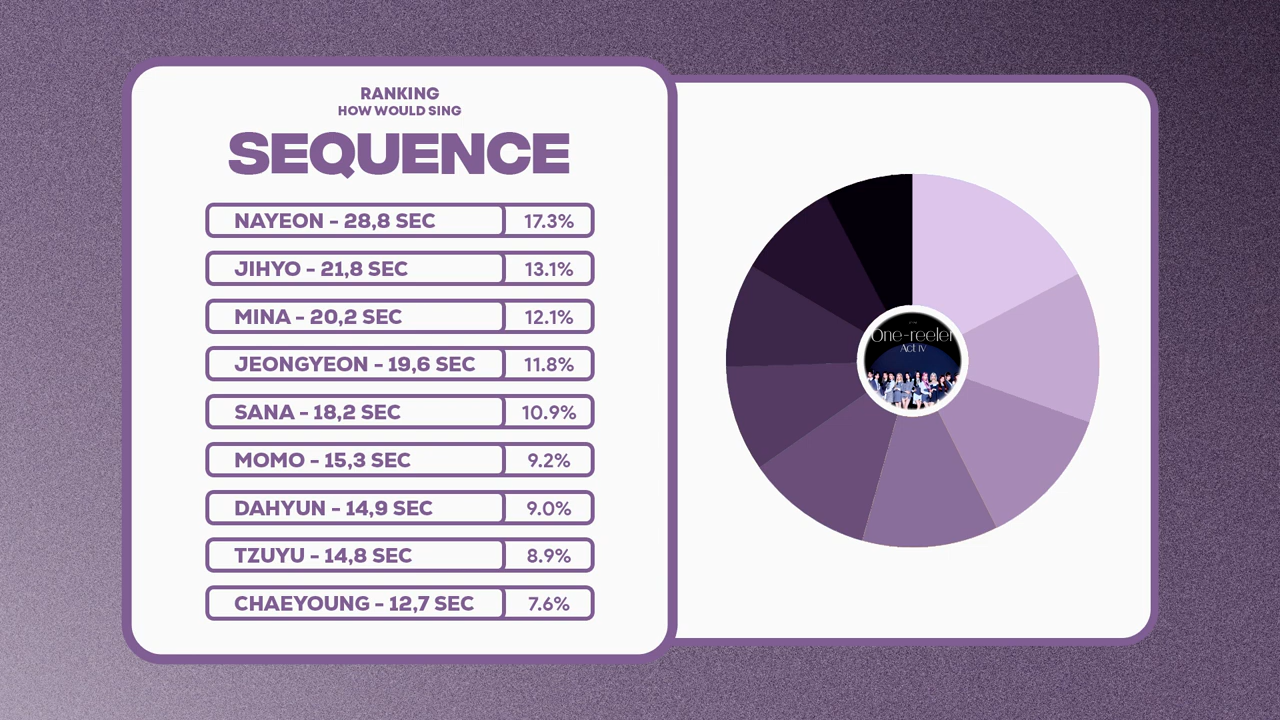 RANKING
HOW WOULD SING
SEQUENCE
NAYEON - 28,8 SEC 17.3%
JIHYO - 21,8 SEC 13.1%
MINA - 20,2 SEC 12.1%
JEONGYEON - 19,6 SEC 11.8%
SANA - 18,2 SEC 10.9%
MOMO - 15,3 SEC 9.2%
DAHYUN - 14,9 SEC 9.0%
TZUYU - 14,8 SEC 8.9%
CHAEYOUNG - 12,7 SEC 7.6%
One-reeler
Act IV